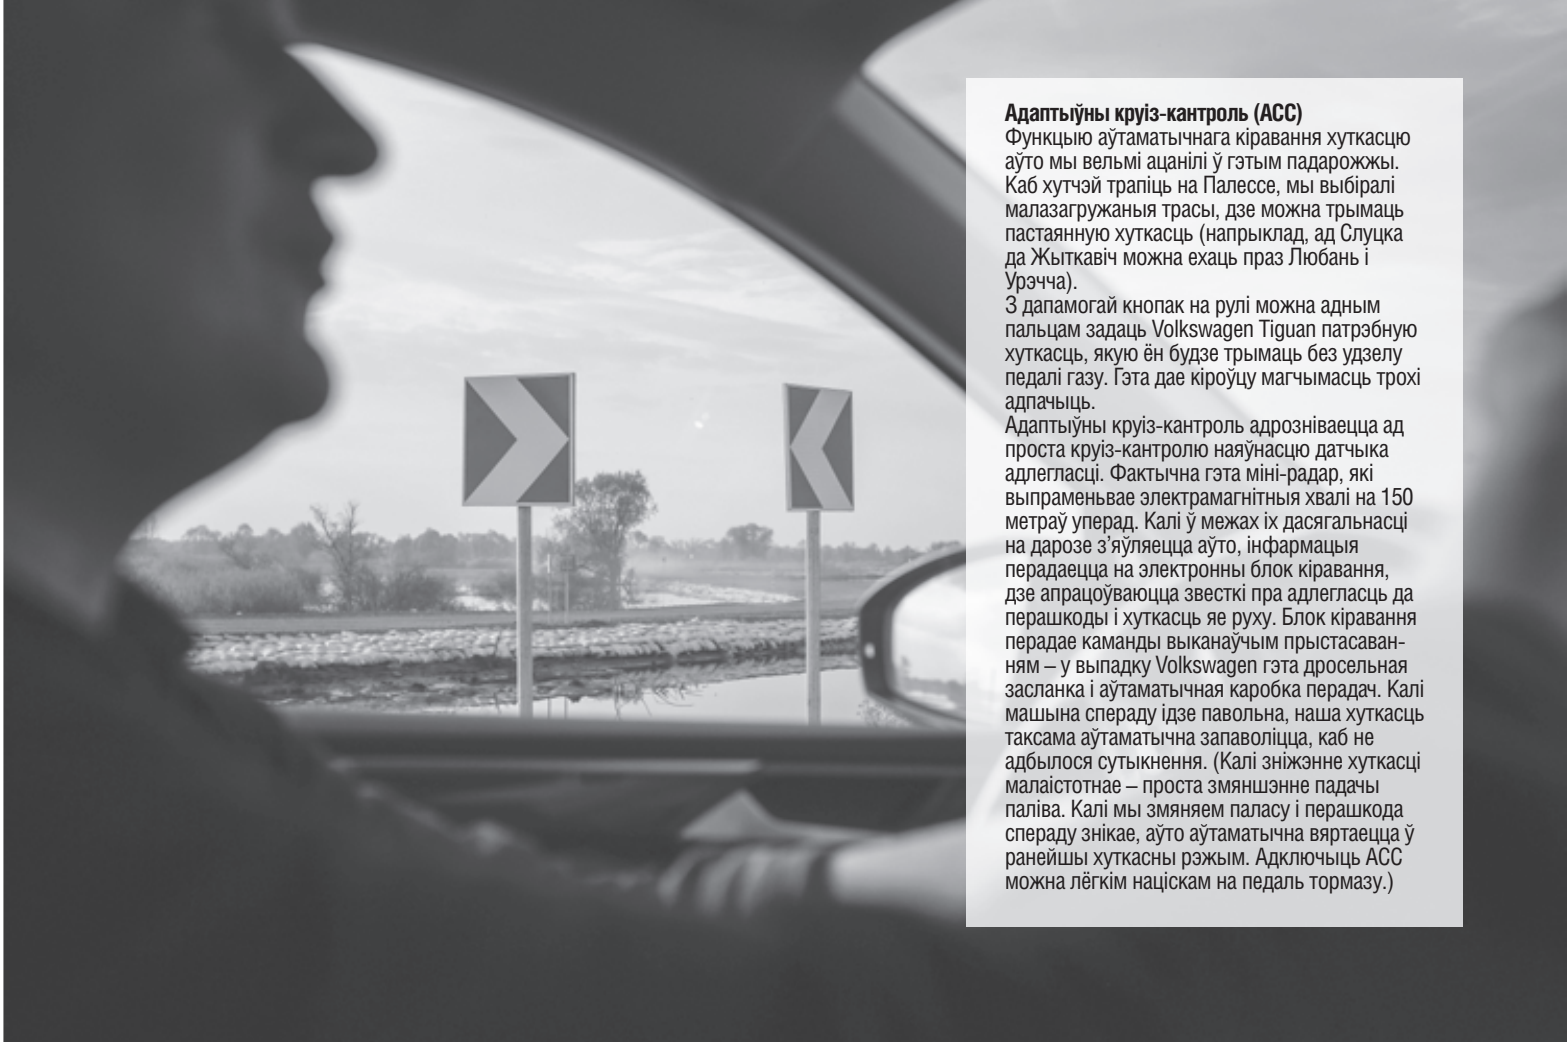 Адаптыўны круіз-кантроль (ACC)
Функцыю аўтаматычнага кіравання хуткасцю
аўто мы вельмі ацанілі ў гэтым падарожжы.
Каб хутчэй трапіць на Палессе, мы выбіралі
малазагружаныя трасы, дзе можна трымаць
пастаянную хуткасць (напрыклад, ад Слуцка
да Жыткавіч можна ехаць праз Любань і
Урэчча).
З дапамогай кнопак на рулі можна адным
пальцам задаць Volkswagen Tiguan патрэбную
хуткасць, якую ён будзе трымаць без удзелу
педалі газу. Гэта дае кіроўцу магчымасць трохі
адпачыць.
Адаптыўны круіз-кантроль адрозніваецца ад
проста круіз-кантролю наяўнасцю датчыка
адлегласці. Фактычна гэта міні-радар, які
выпраменьвае электрамагнітныя хвалі на 150
метраў уперад. Калі ў межах іх дасягальнасці
на дарозе з’яўляецца аўто, інфармацыя
перадаецца на электронны блок кіравання,
дзе апрацоўваюцца звесткі пра адлегласць да
перашкоды і хуткасць яе руху. Блок кіравання
перадае каманды выканаўчым прыстасаван-
ням – у выпадку Volkswagen гэта дросельная
засланка і аўтаматычная каробка перадач. Калі
машына спераду ідзе павольна, наша хуткасць
таксама аўтаматычна запаволіцца, каб не
адбылося сутыкнення. (Калі зніжэнне хуткасці
малаістотнае – проста змяншэнне падачы
паліва. Калі мы змяняем паласу і перашкода
спераду знікае, аўто аўтаматычна вяртаецца ў
ранейшы хуткасны рэжым. Адключыць ACC
можна лёгкім націскам на педаль тормазу.)